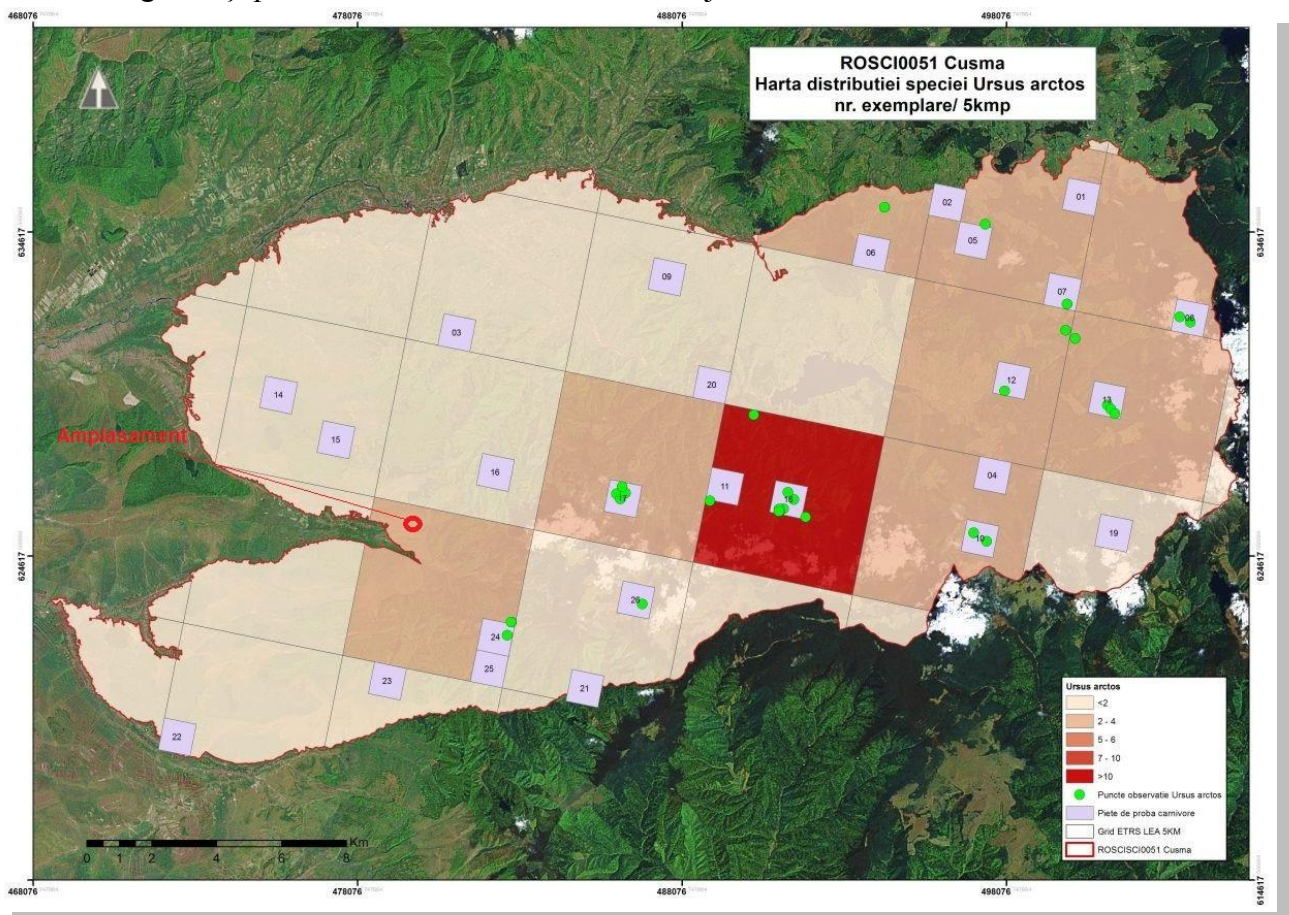 468076
478076
488076
498076
ROSCI0051 Cusma
Harta distributiei speciei Ursus arctos
nr. exemplare/ 5kmp
634617
634617
01
02
05
06
09
07
03
12
20
13
14
15
Amplasament
16
04
11
17
18
19
10
624617
624617
26
24
25
23
21
22
Ursus arctos
<2
2 - 4
5 - 6
7 - 10
>10
Puncte observatie Ursus arctos
Piete de proba carnivore
Grid ETRS LEA 5KM
ROSCISCI0051 Cusma
Km
0 1 2 4 6 8
468076
478076
488076
498076
614617